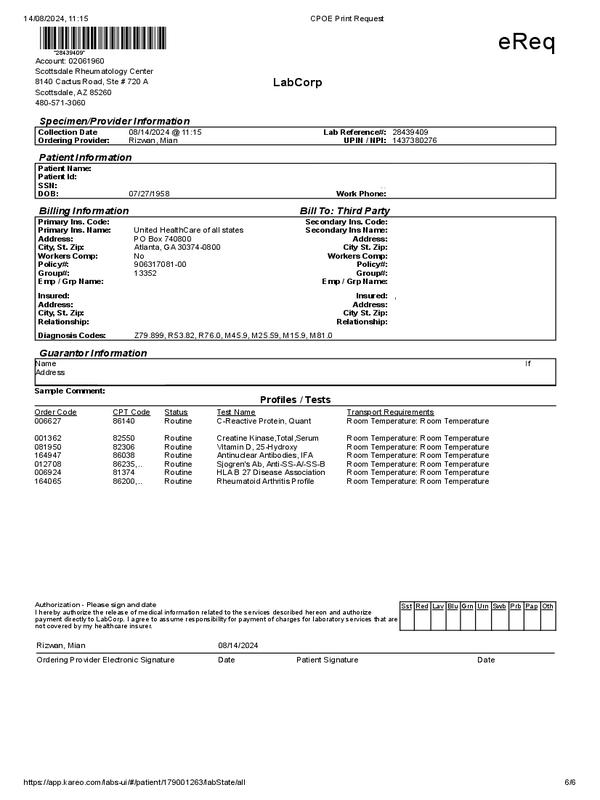 14/08/2024, 11:15 CPOE Print Request
eReq
*28439409*
Account: 02061960
Scottsdale Rheumatology Center
8140 Cactus Road, Ste # 720 A
LabCorp
Scottsdale, AZ 85260
480-571-3060
Specimen/Provider Information
Collection Date 08/14/2024 @ 11:15 Lab Reference#: 28439409
Ordering Provider: Rizwan, Mian UPIN / NPI: 1437380276
Patient Information
Patient Name:
Patient Id:
SSN:
DOB: 07/27/1958 Work Phone:
Billing Information Bill To: Third Party
Primary Ins. Code: Secondary Ins. Code:
Primary Ins. Name: United HealthCare of all states Secondary Ins Name:
Address: PO Box 740800 Address:
City, St. Zip: Atlanta, GA 30374-0800 City St. Zip:
Workers Comp: No Workers Comp:
Policy#: 906317081-00 Policy#:
Group#: 13352 Group#:
Emp / Grp Name: Emp / Grp Name:
Insured: Insured: ,
Address: Address:
City, St. Zip: City St. Zip:
Relationship: Relationship:
Diagnosis Codes: Z79.899, R53.82, R76.0, M45.9, M25.59, M15.9, M81.0
Guarantor Information
Name If
Address
Sample Comment:
Profiles / Tests
Order Code CPT Code Status Test Name Transport Requirements
006627 86140 Routine C-Reactive Protein, Quant Room Temperature: Room Temperature
001362 82550 Routine Creatine Kinase,Total,Serum Room Temperature: Room Temperature
081950 82306 Routine Vitamin D, 25-Hydroxy Room Temperature: Room Temperature
164947 86038 Routine Antinuclear Antibodies, IFA Room Temperature: Room Temperature
012708 86235,.. Routine Sjogren's Ab, Anti-SS-A/-SS-B Room Temperature: Room Temperature
006924 81374 Routine HLA B 27 Disease Association Room Temperature: Room Temperature
164065 86200,.. Routine Rheumatoid Arthritis Profile Room Temperature: Room Temperature
Authorization - Please sign and date
I hereby authorize the release of medical information related to the services described hereon and authorize
payment directly to LabCorp. I agree to assume responsibility for payment of charges for laboratory services that are
not covered by my healthcare insurer.
Sst Red Lav Blu Grn Urn Swb Frb Pap Oth
Rizwan, Mian 08/14/2024
Ordering Provider Electronic Signature Date Patient Signature Date
https://app.kareo.com/labs-ui/#/patient/179001263/labState/all 6/6